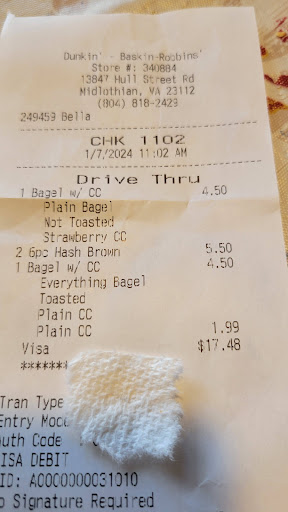 Dunkin' - Baskin-Robbins'
Store #: 340884
13847 Hull Street Rd
Midlothian, VA 23112
(804) 818-2429
249459 Bella
CHK 1102
1/7/2024 11:02 AM
Drive Thru
1 Bagel w/ CC 4.50
Plain Bagel
Not Toasted
Strawberry CC
2 6pc Hash Brown 5.50
1 Bagel w/ CC 4.50
Everything Bagel
Toasted
Plain CC
Plain CC 1.99
Visa $17.48
*******
Tran Type
Entry Mode
uth Code
ISA DEBIT
ID: A0000000031010
o Signature Required